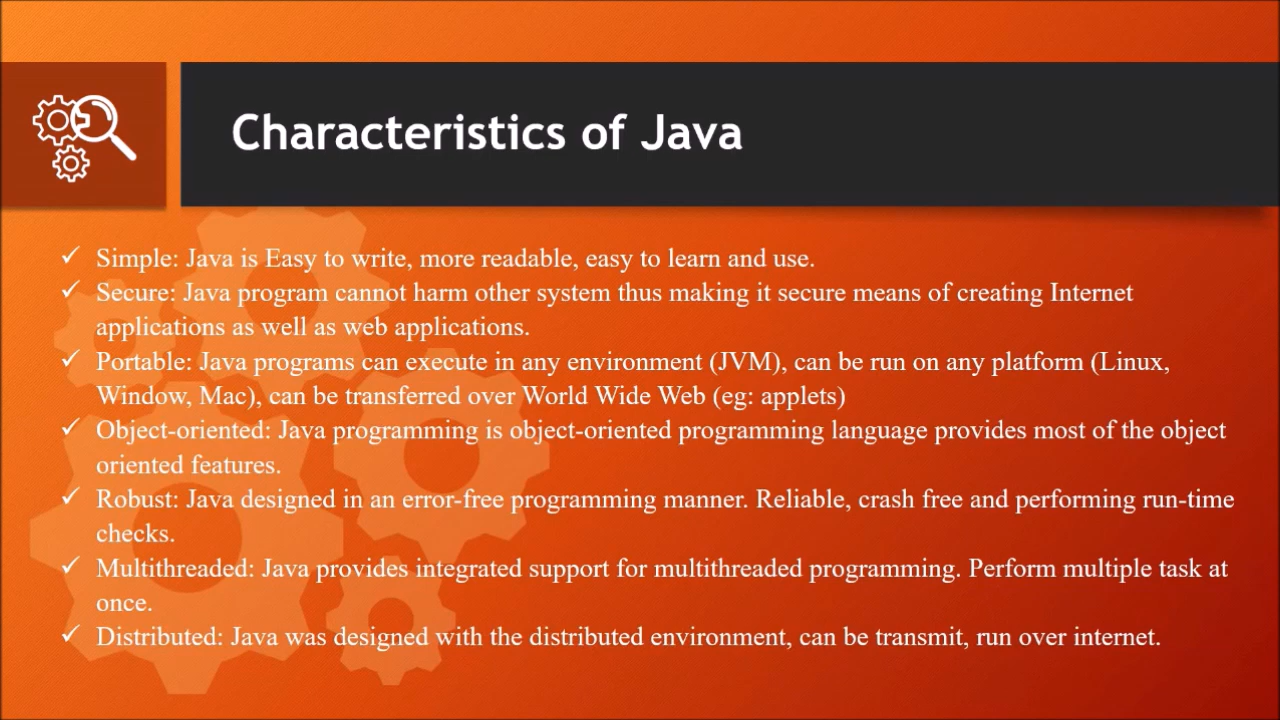 Characteristics of Java
✓ Simple: Java is Easy to write, more readable, easy to learn and use.
✓ Secure: Java program cannot harm other system thus making it secure means of creating Internet
applications as well as web applications.
✓ Portable: Java programs can execute in any environment (JVM), can be run on any platform (Linux,
Window, Mac), can be transferred over World Wide Web (eg: applets)
✓ Object-oriented: Java programming is object-oriented programming language provides most of the object
oriented features.
✓ Robust: Java designed in an error-free programming manner. Reliable, crash free and performing run-time
checks.
✓ Multithreaded: Java provides integrated support for multithreaded programming. Perform multiple task at
once.
✓ Distributed: Java was designed with the distributed environment, can be transmit, run over internet.